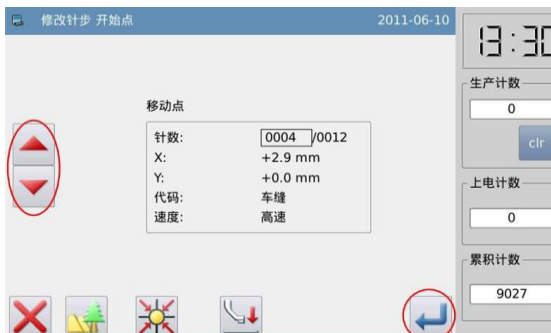 修改针步 开始点
2011-06-10
13:30
移动点
针数: 0004 /0012
X: +2.9 mm
Y: +0.0 mm
代码: 车缝
速度: 高速
生产计数
0
clr
上电计数
0
累积计数
9027